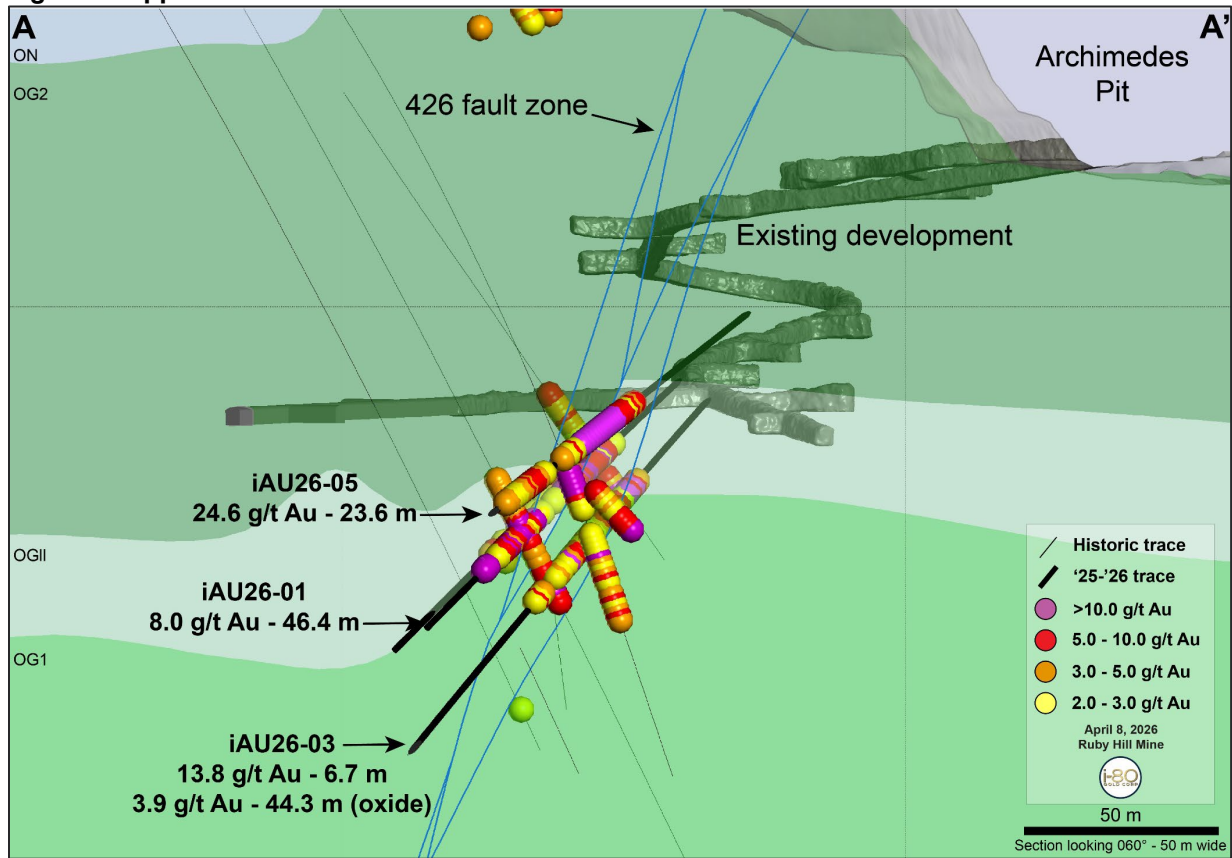 A
A'
ON
OG2
426 fault zone
Archimedes
Pit
Existing development
iAU26-05
24.6 g/t Au - 23.6 m
OGII
iAU26-01
8.0 g/t Au - 46.4 m
OG1
iAU26-03
13.8 g/t Au - 6.7 m
3.9 g/t Au - 44.3 m (oxide)
Historic trace
‘25-’26 trace
>10.0 g/t Au
5.0 - 10.0 g/t Au
3.0 - 5.0 g/t Au
2.0 - 3.0 g/t Au
April 8, 2026
Ruby Hill Mine
i-80
GOLD CORP
50 m
Section looking 060° - 50 m wide